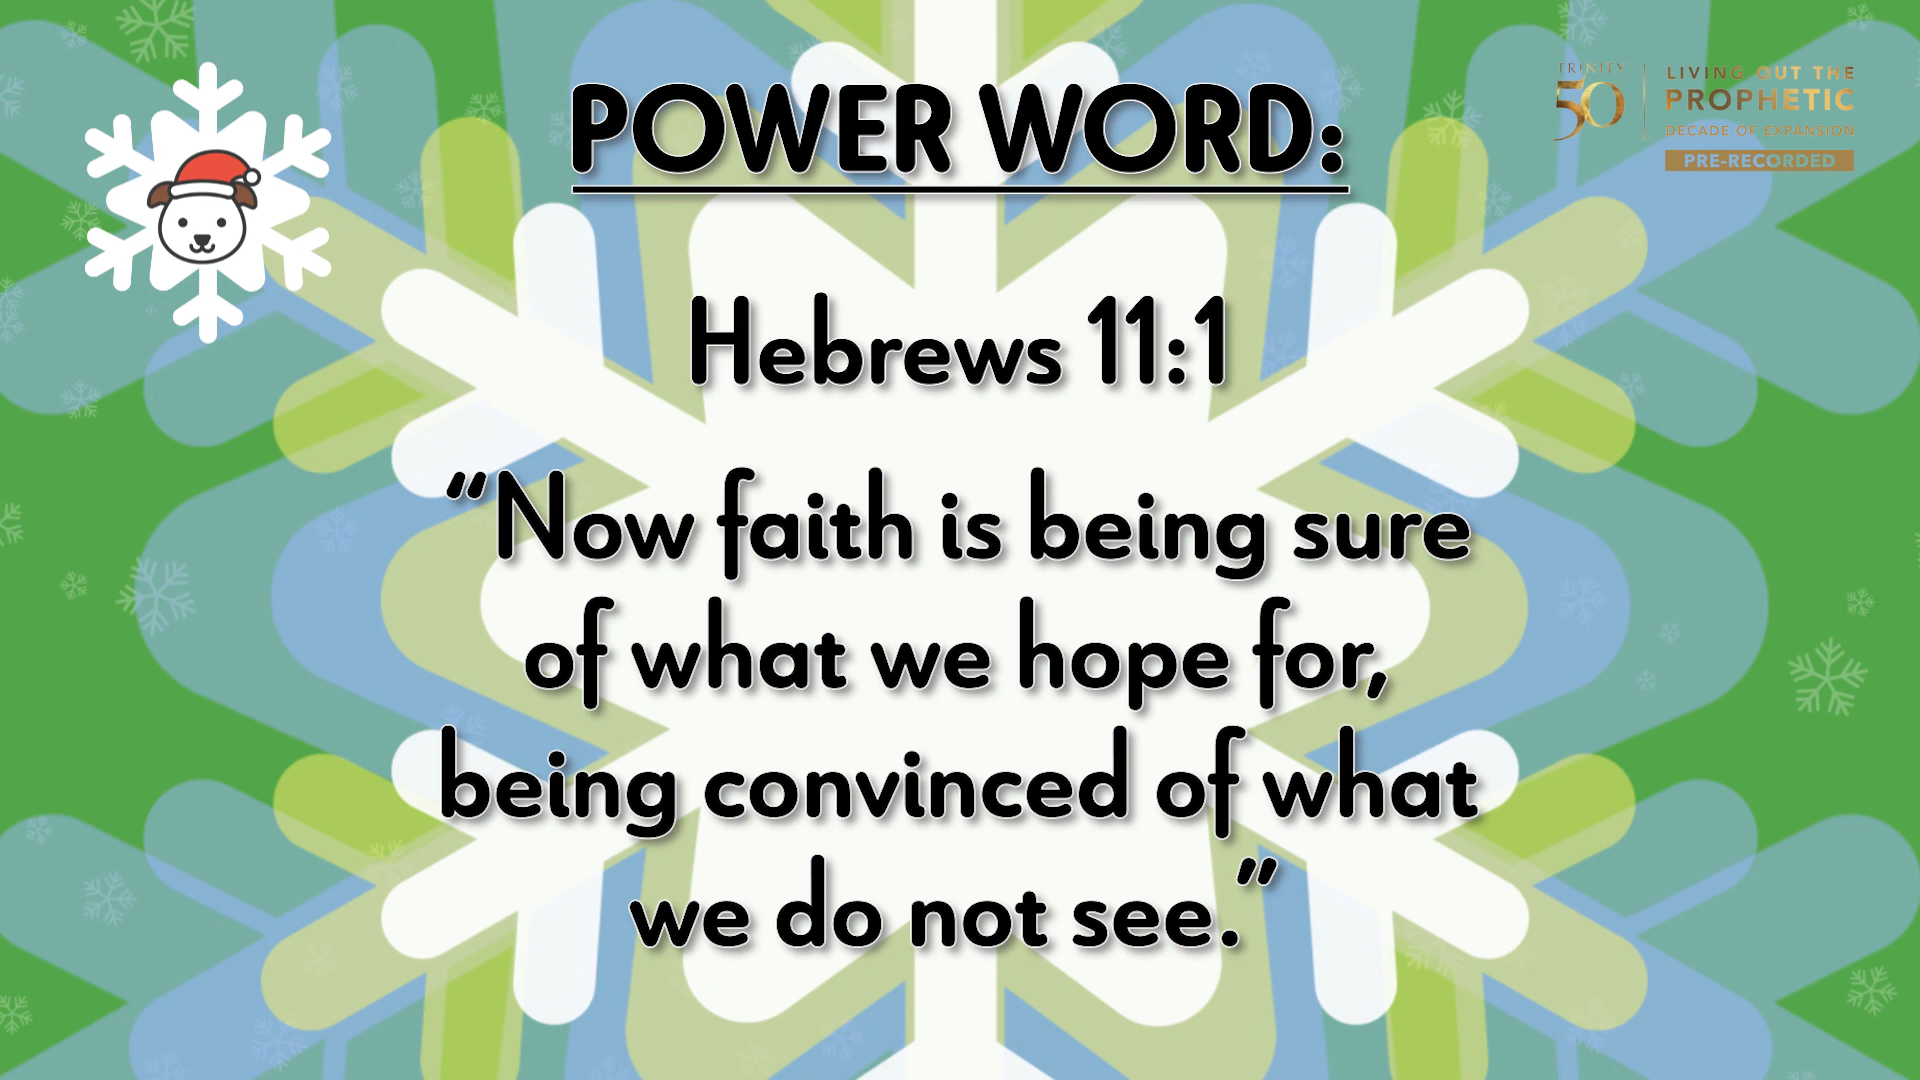 POWER WORD:
TRINITY
50
LIVING OUT THE
PROPHETIC
DECADE OF EXPANSION
PRE-RECORDED
Hebrews 11:1
“Now faith is being sure
of what we hope for,
being convinced of what
we do not see.”